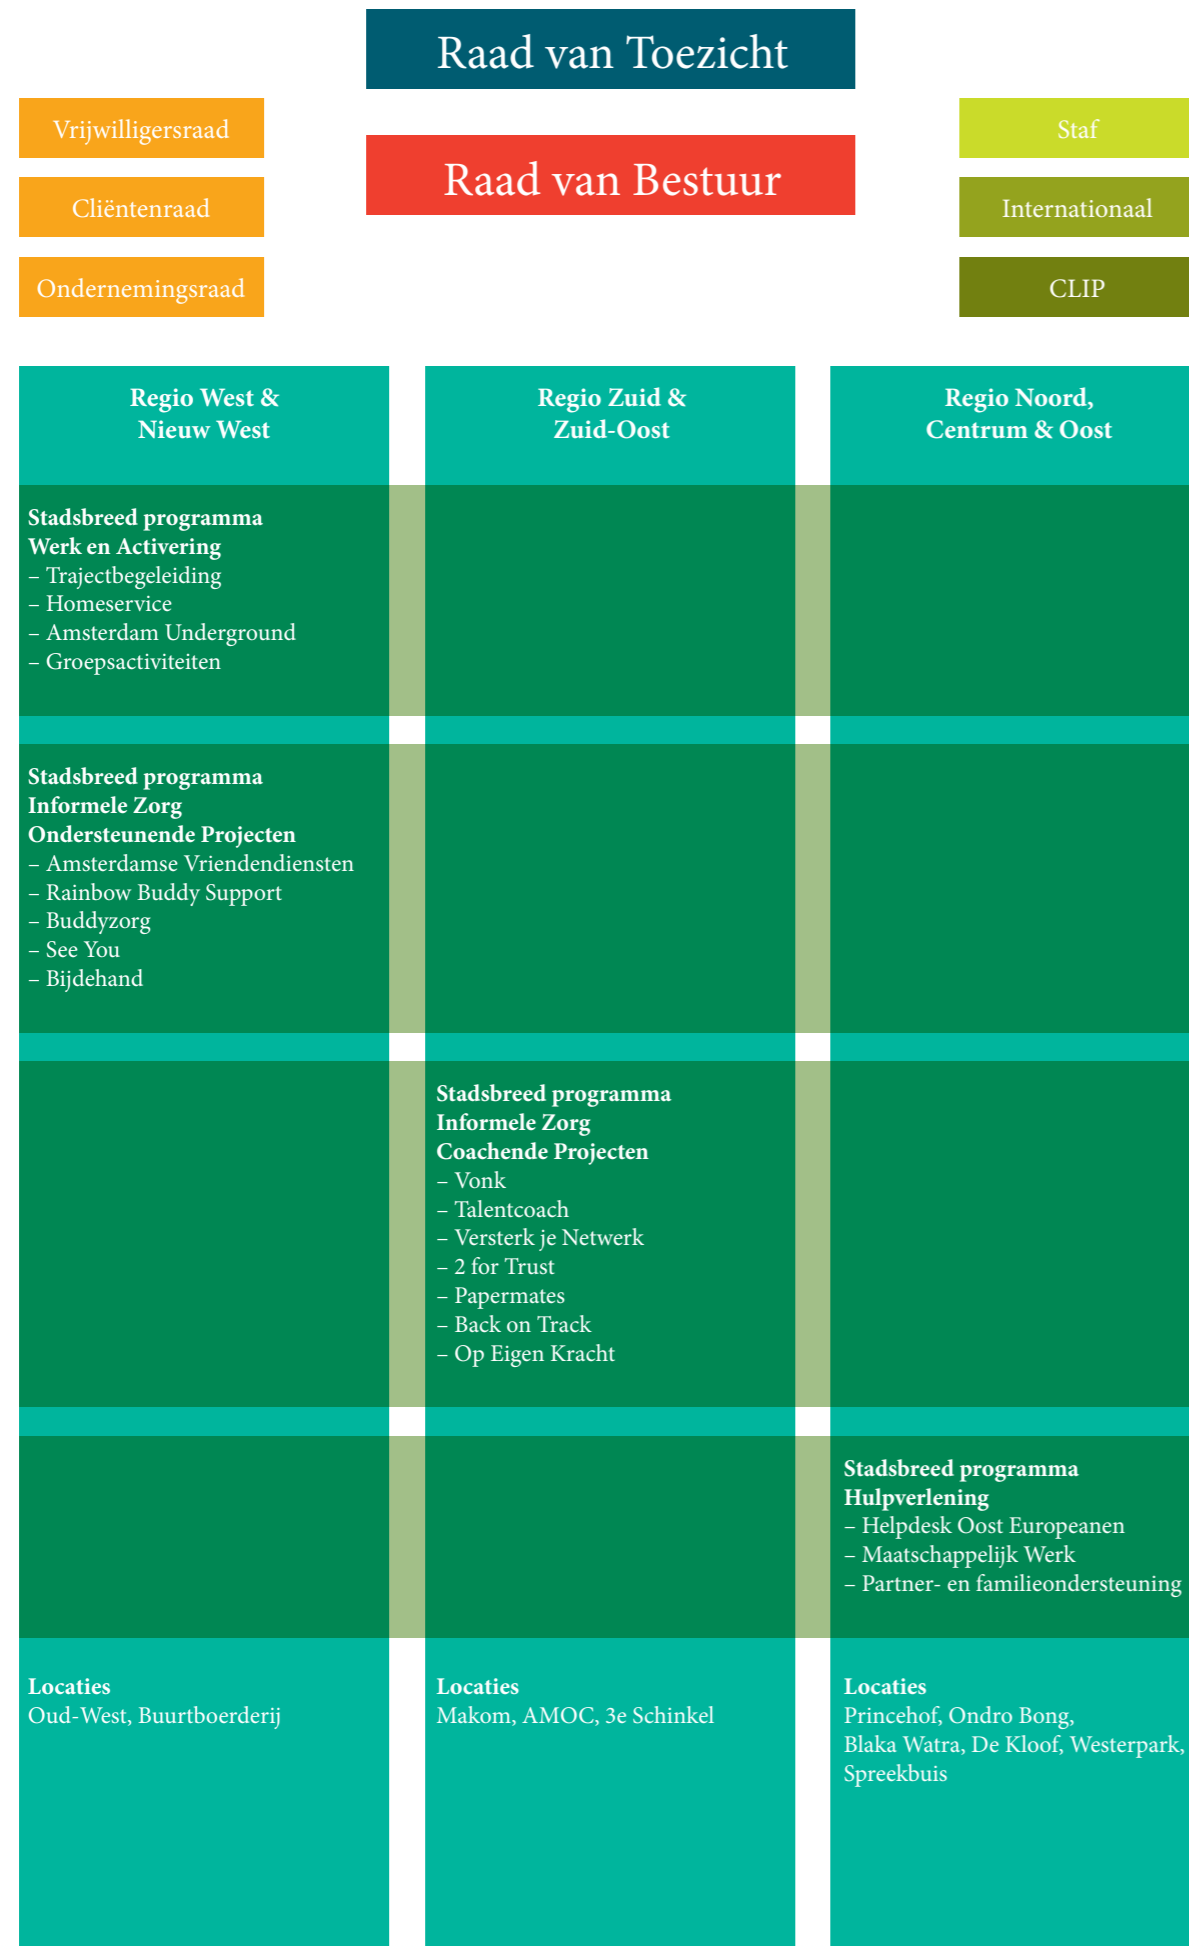 Raad van Toezicht
Raad van Bestuur
Vrijwilligersraad
Cliëntenraad
Ondernemingsraad
Staf
Internationaal
CLIP
Regio West &
Nieuw West
Regio Zuid &
Zuid-Oost
Regio Noord,
Centrum & Oost
Stadsbreed programma
Werk en Activering
– Trajectbegeleiding
– Homeservice
– Amsterdam Underground
– Groepsactiviteiten
Stadsbreed programma
Informele Zorg
Ondersteunende Projecten
– Amsterdamse Vriendendiensten
– Rainbow Buddy Support
– Buddyzorg
– See You
– Bijdehand
Stadsbreed programma
Informele Zorg
Coachende Projecten
– Vonk
– Talentcoach
– Versterk je Netwerk
– 2 for Trust
– Papermates
– Back on Track
– Op Eigen Kracht
Stadsbreed programma
Hulpverlening
– Helpdesk Oost Europeanen
– Maatschappelijk Werk
– Partner- en familieondersteuning
Locaties
Oud-West, Buurtboerderij
Locaties
Makom, AMOC, 3e Schinkel
Locaties
Princehof, Ondro Bong,
Blaka Watra, De Kloof, Westerpark,
Spreekbuis